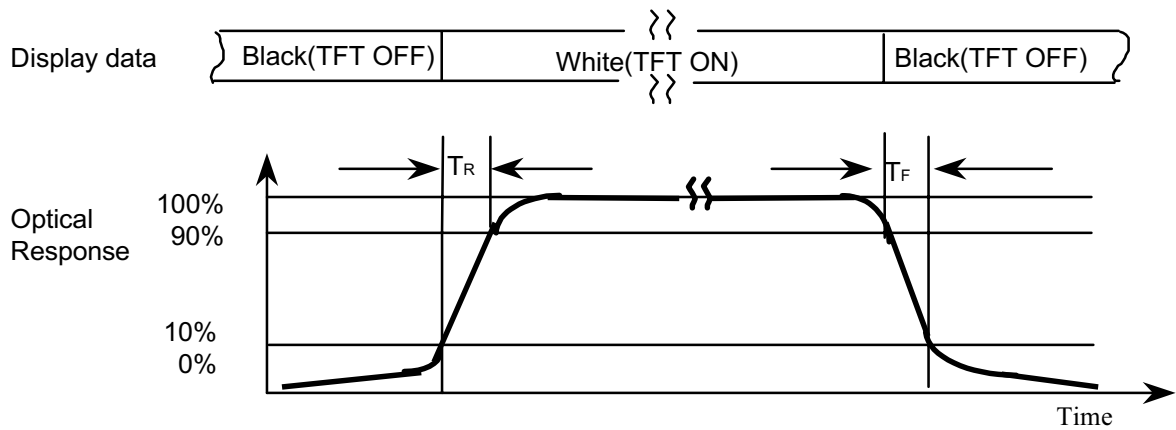 Display data
Black(TFT OFF)
White(TFT ON)
Black(TFT OFF)
TR
TF
Optical
Response
100%
90%
10%
0%
Time